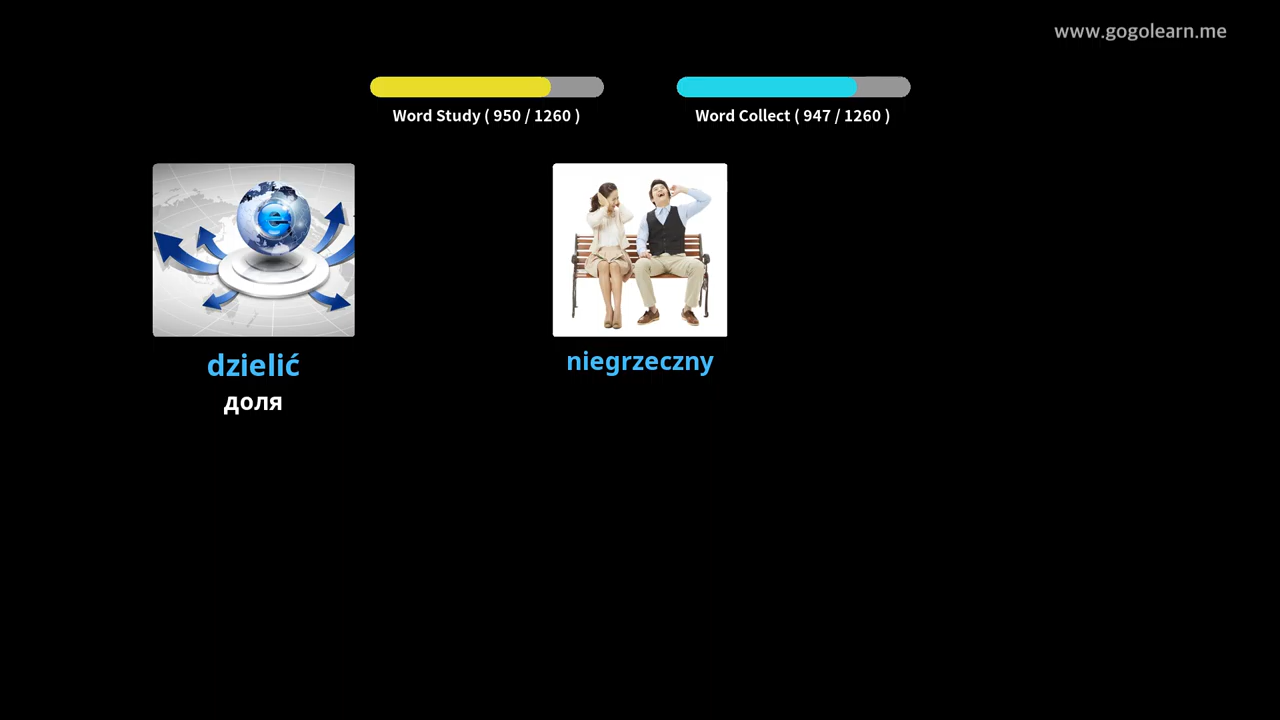 www.gogolearn.me
Word Study ( 950 / 1260 )
Word Collect ( 947 / 1260 )
e
dzielić
niegrzeczny
доля